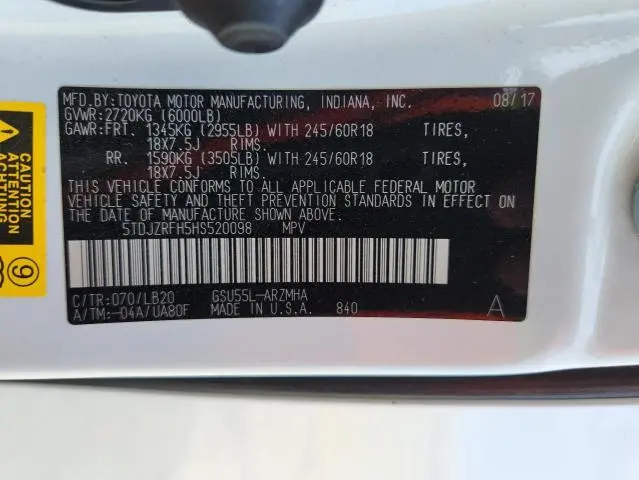 MFD.BY:TOYOTA MOTOR MANUFACTURING, INDIANA, INC. 08/17
GVWR:2720KG (6000LB)
GAWR:FRT. 1345KG (2955LB) WITH 245/60R18 TIRES,
18X7.5J RIMS.
RR. 1590KG (3505LB) WITH 245/60R18 TIRES,
18X7.5J RIMS.
THIS VEHICLE CONFORMS TO ALL APPLICABLE FEDERAL MOTOR
VEHICLE SAFETY AND THEFT PREVENTION STANDARDS IN EFFECT ON
THE DATE OF MANUFACTURE SHOWN ABOVE.
5TDJZRFH5HS520098 MPV
C/TR:070/LB20 GSU55L-ARZMHA
A/TM:-04A/UA80F MADE IN U.S.A. 840 A
CAUTION
ATTENTION
9